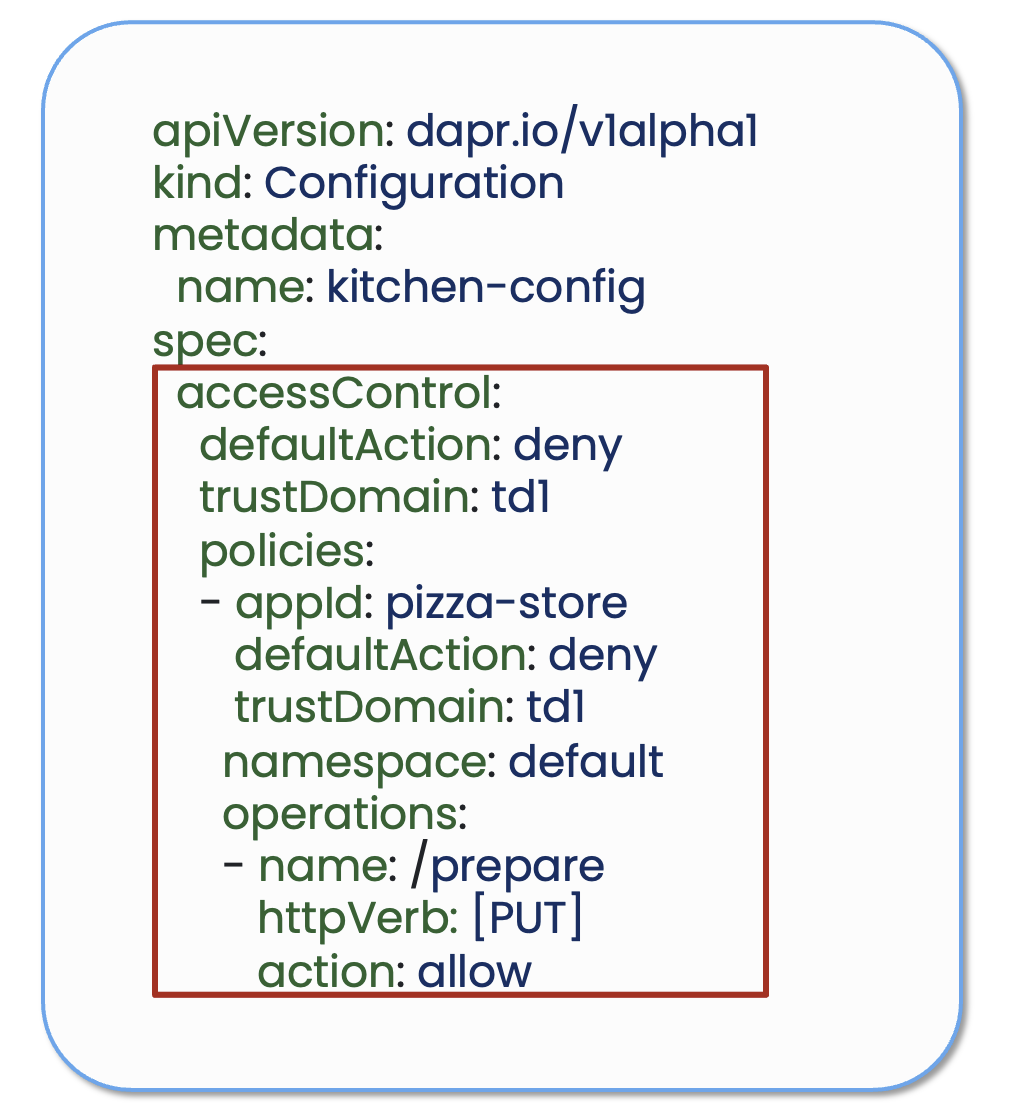 apiVersion: dapr.io/v1alpha1
kind: Configuration
metadata:
  name: kitchen-config
spec:
  accessControl:
    defaultAction: deny
    trustDomain: td1
    policies:
    - appId: pizza-store
       defaultAction: deny
       trustDomain: td1
      namespace: default
      operations:
      - name: /prepare
         httpVerb: [PUT]
         action: allow